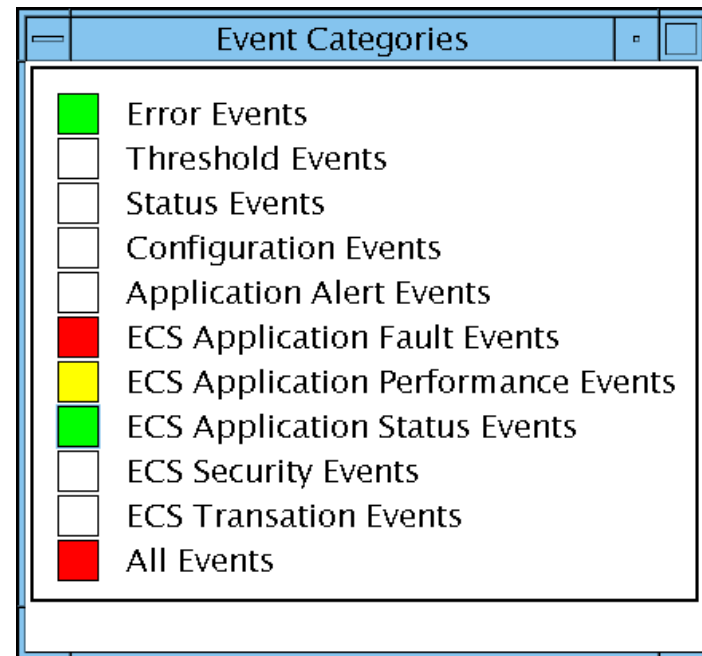 Event Categories
Error Events
Threshold Events
Status Events
Configuration Events
Application Alert Events
ECS Application Fault Events
ECS Application Performance Events
ECS Application Status Events
ECS Security Events
ECS Transation Events
All Events